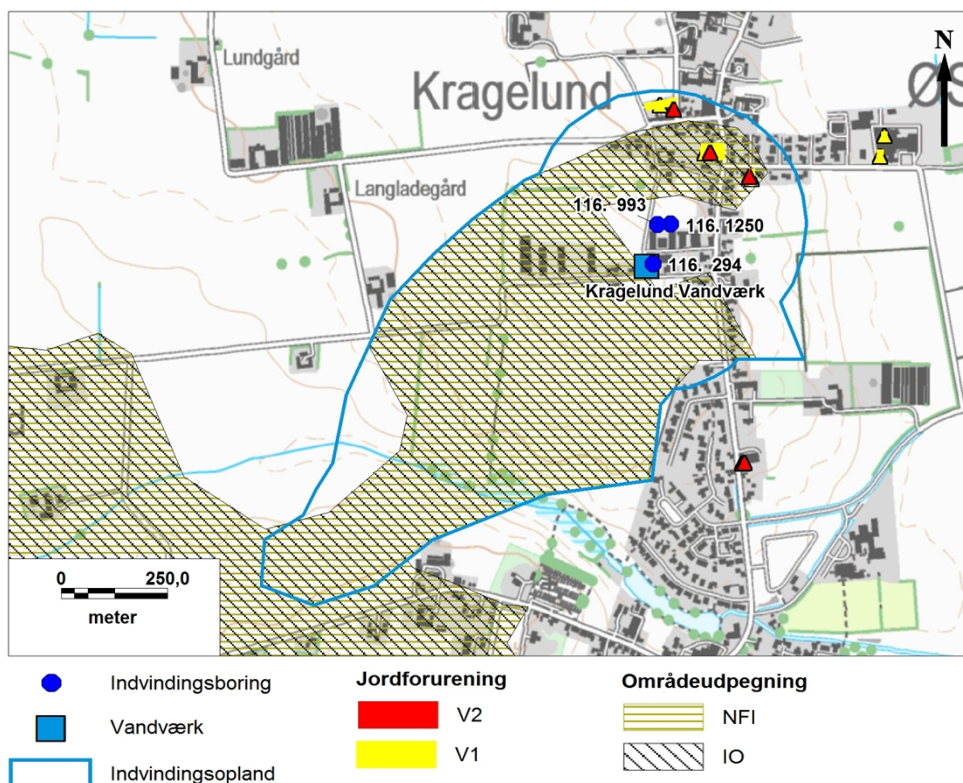 N
Lundgård
Kragelund
ØS
Langladegård
116. 993
116. 1250
116. 294
Kragelund Vandværk
0 250,0
meter
Indvindingsboring
Vandværk
Indvindingsopland
Jordforurening
V2
V1
Områdeudpegning
NFI
IO